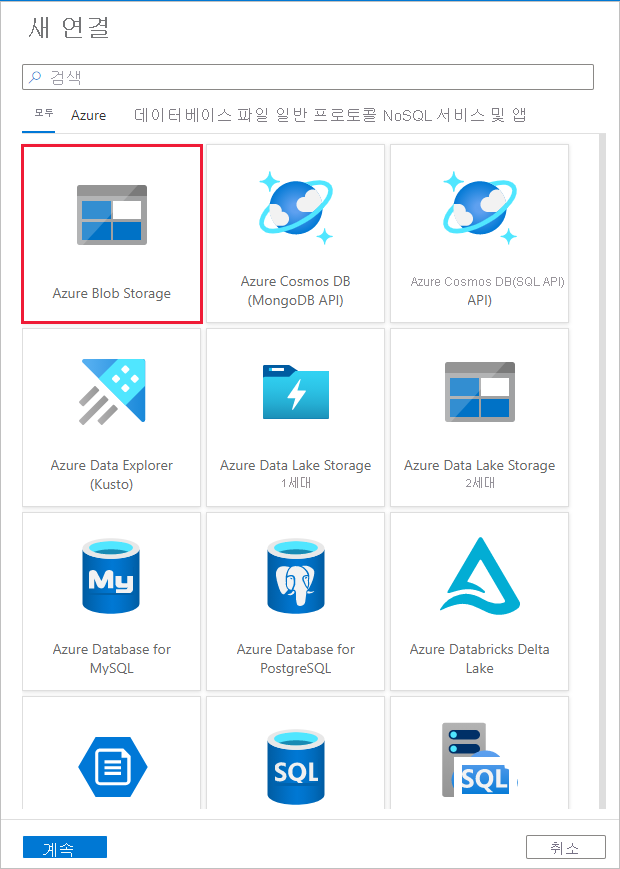 새 연결
검색
모두 Azure 데이터베이스 파일 일반 프로토콜 NoSQL 서비스 및 앱
Azure Blob Storage
Azure Cosmos DB
(MongoDB API)
Azure Cosmos DB(SQL API)
API)
Azure Data Explorer
(Kusto)
Azure Data Lake Storage
1세대
Azure Data Lake Storage
2세대
My
Azure Database for
MySQL
Azure Database for
PostgreSQL
Azure Databricks Delta
Lake
SQL
SQL
계속
취소